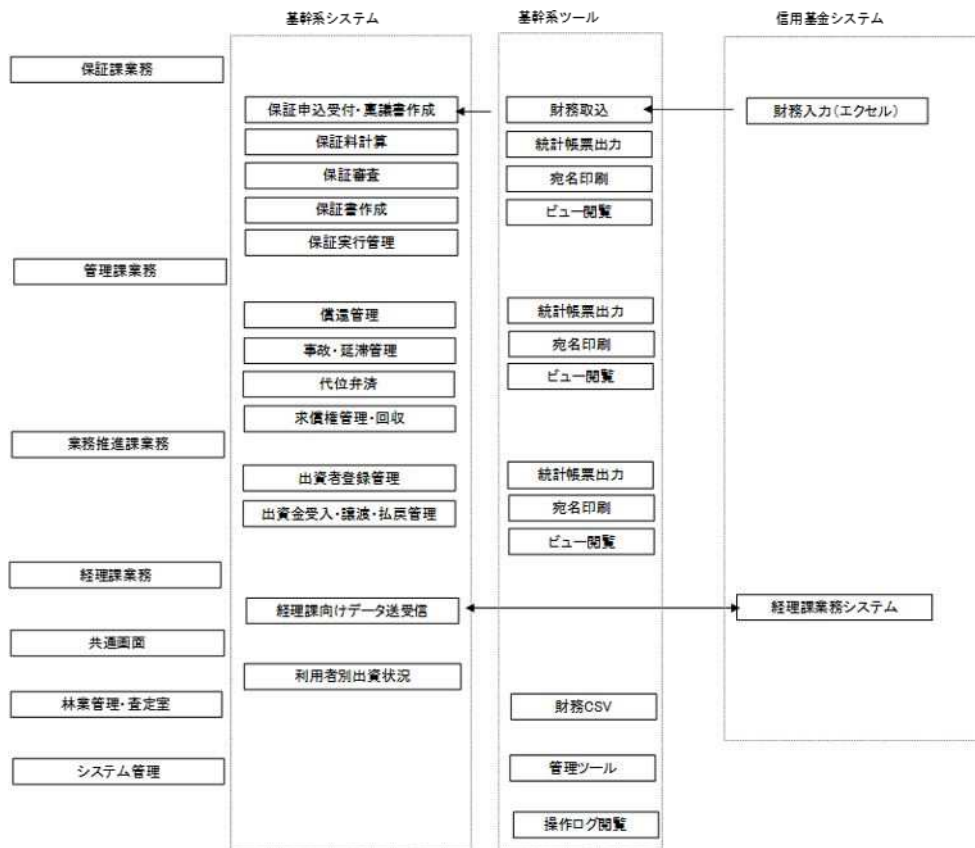 基幹系システム
基幹系ツール
信用基金システム
保証課業務
保証申込受付・稟議書作成
財務取込
財務入力(エクセル)
保証料計算
統計帳票出力
保証審査
宛名印刷
保証書作成
ビュー閲覧
保証実行管理
管理課業務
償還管理
統計帳票出力
事故・延滞管理
宛名印刷
代位弁済
ビュー閲覧
求償権管理・回収
業務推進課業務
出資者登録管理
統計帳票出力
出資金受入・譲渡・払戻管理
宛名印刷
ビュー閲覧
経理課業務
経理課向けデータ送受信
経理課業務システム
共通画面
利用者別出資状況
林業管理・査定室
財務CSV
システム管理
管理ツール
操作ログ閲覧